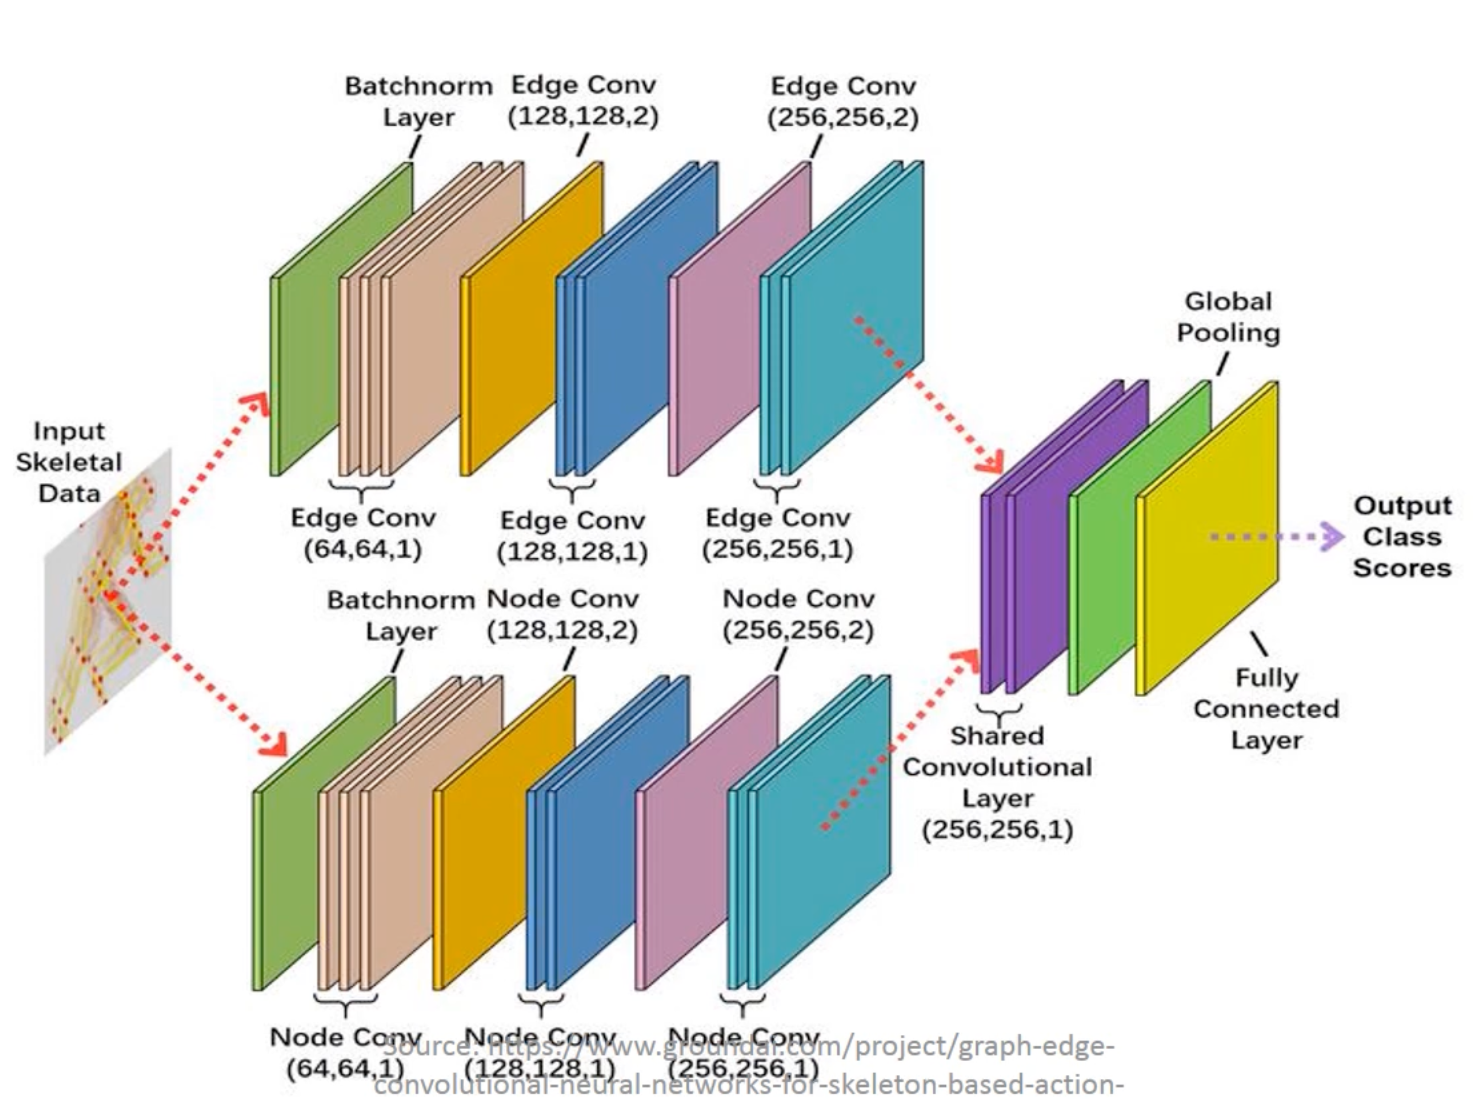 Batchnorm
Layer
Edge Conv
(128,128,2)
Edge Conv
(256,256,2)
Input
Skeletal
Data
Edge Conv
(64,64,1)
Edge Conv
(128,128,1)
Edge Conv
(256,256,1)
Global
Pooling
Output
Class
Scores
Batchnorm
Layer
Node Conv
(128,128,2)
Node Conv
(256,256,2)
Fully
Connected
Layer
Shared
Convolutional
Layer
(256,256,1)
Node Conv
(64,64,1)
Node Conv
(128,128,1)
Node Conv
(256,256,1)
Source: https://www.groundai.com/project/graph-edge-
convolutional-neural-networks-for-skeleton-based-action-